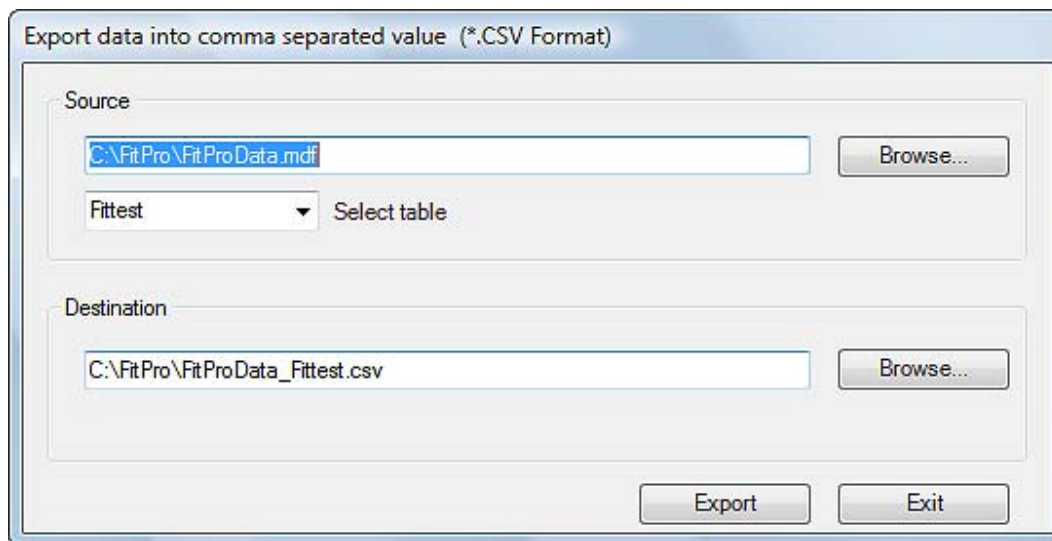 Export data into comma separated value (*.CSV Format)
Source
C:\FitPro\FitProData.mdf
Browse...
Fittest
Select table
Destination
C:\FitPro\FitProData_Fittest.csv
Browse...
Export
Exit